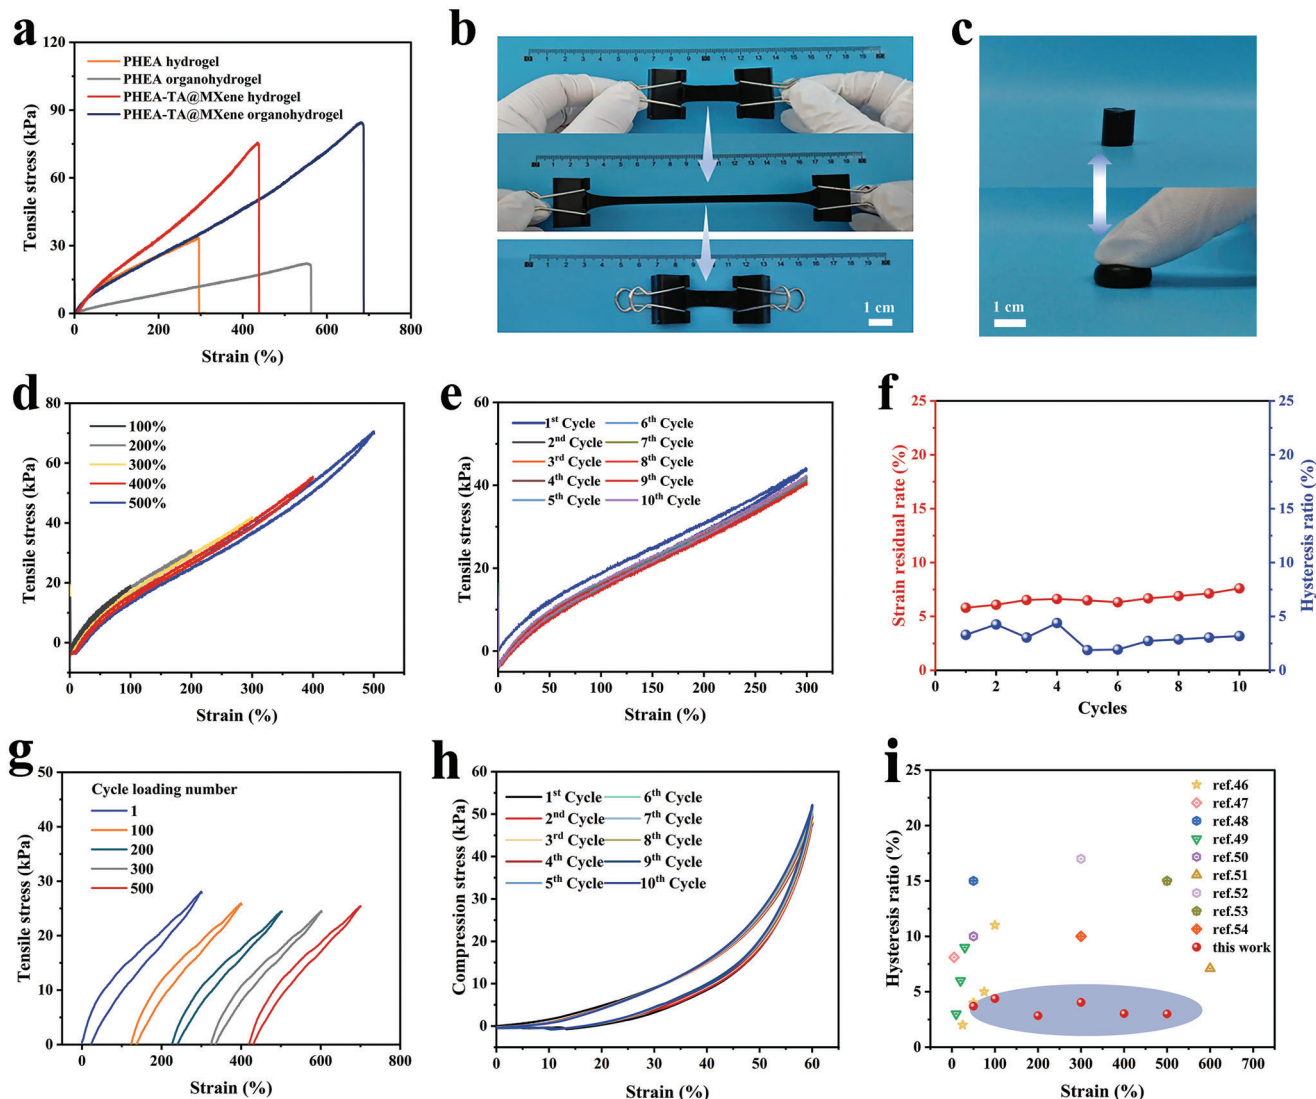 a
120
90
60
30
0
Tensile stress (kPa)
PHEA hydrogel
PHEA organohydrogel
PHEA-TA@MXene hydrogel
PHEA-TA@MXene organohydrogel
0 200 400 600 800
Strain (%)
b
1 cm
c
1 cm
d
80
60
40
20
0
Tensile stress (kPa)
100%
200%
300%
400%
500%
0 100 200 300 400 500
Strain (%)
e
60
40
20
0
Tensile stress (kPa)
1st Cycle 6th Cycle
2nd Cycle 7th Cycle
3rd Cycle 8th Cycle
4th Cycle 9th Cycle
5th Cycle 10th Cycle
0 50 100 150 200 250 300
Strain (%)
f
25
20
15
10
5
0
Strain residual rate (%)
25
20
15
10
5
0
Hysteresis ratio (%)
0 2 4 6 8 10
Cycles
g
50
40
30
20
10
0
Tensile stress (kPa)
Cycle loading number
1
100
200
300
500
0 200 400 600 800
Strain (%)
h
60
50
40
30
20
10
0
Compression stress (kPa)
1st Cycle 6th Cycle
2nd Cycle 7th Cycle
3rd Cycle 8th Cycle
4th Cycle 9th Cycle
5th Cycle 10th Cycle
0 10 20 30 40 50 60
Strain (%)
i
25
20
15
10
5
0
Hysteresis ratio (%)
ref.46
ref.47
ref.48
ref.49
ref.50
ref.51
ref.52
ref.53
ref.54
this work
0 100 200 300 400 500 600 700
Strain (%)